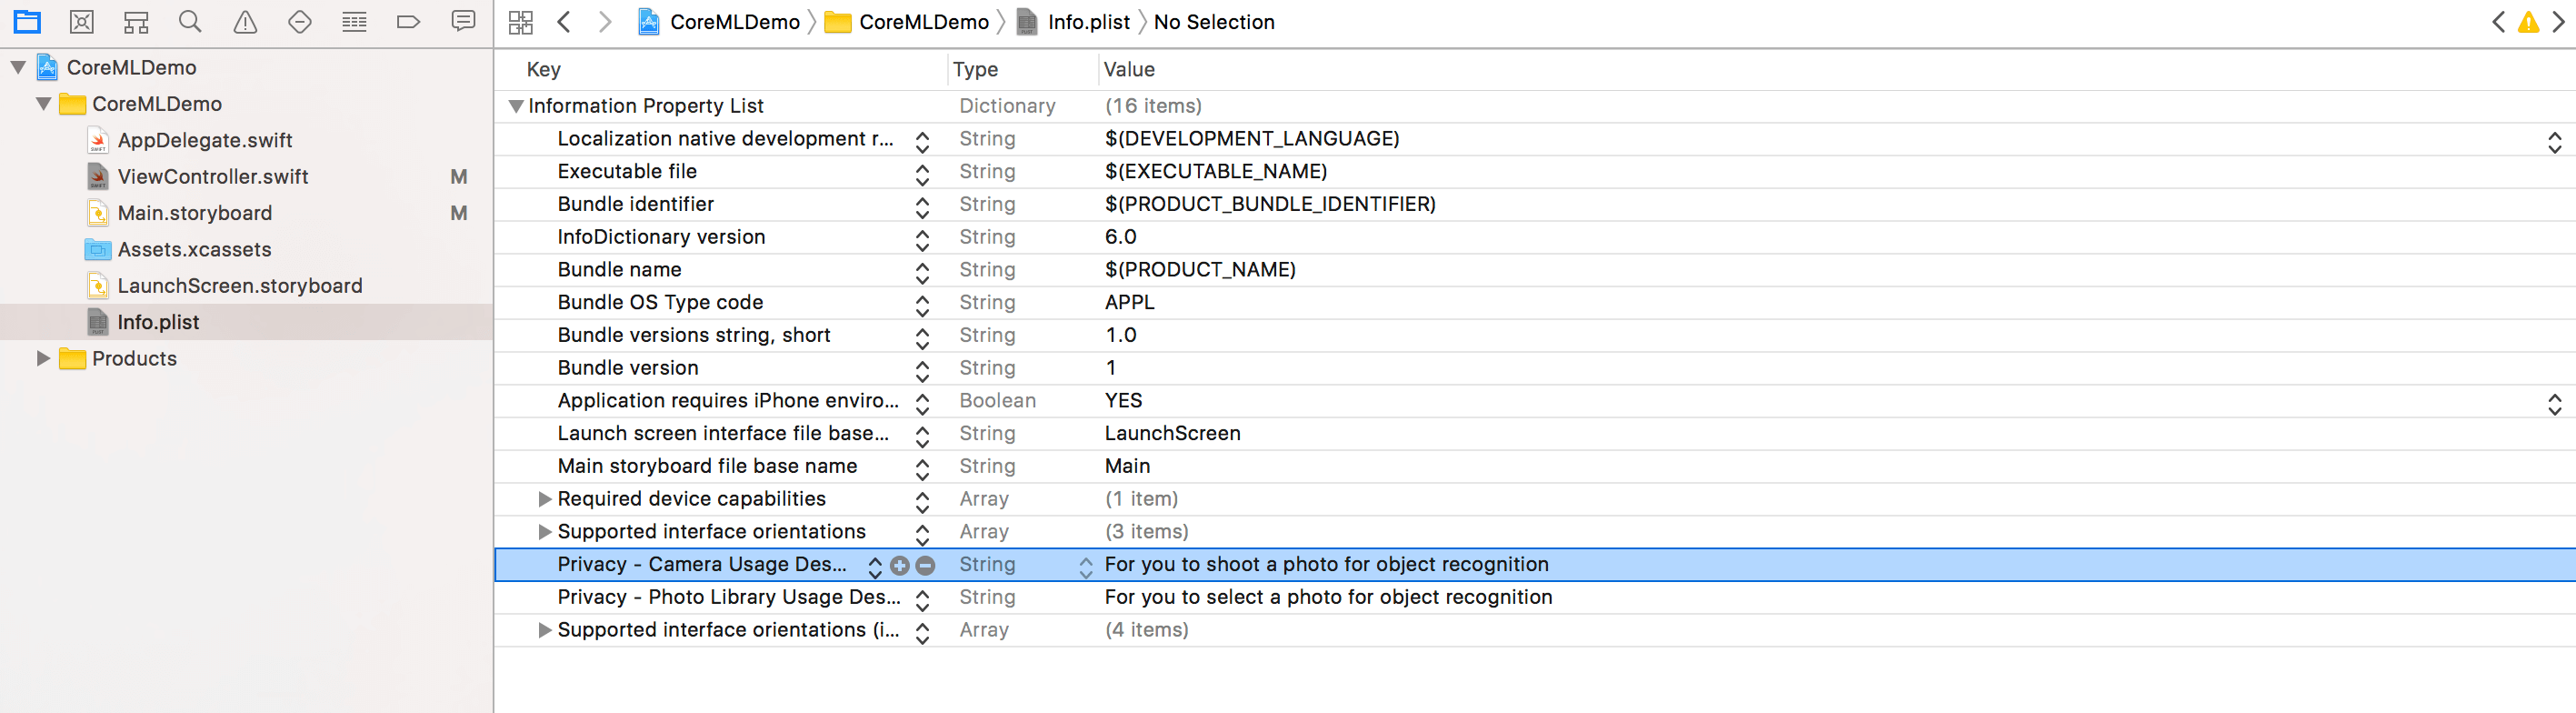 CoreMLDemo CoreMLDemo Info.plist No Selection
CoreMLDemo
CoreMLDemo
AppDelegate.swift
ViewController.swift M
Main.storyboard M
Assets.xcassets
LaunchScreen.storyboard
Info.plist
Products
Key Type Value
Information Property List Dictionary (16 items)
Localization native development r... String $(DEVELOPMENT_LANGUAGE)
Executable file String $(EXECUTABLE_NAME)
Bundle identifier String $(PRODUCT_BUNDLE_IDENTIFIER)
InfoDictionary version String 6.0
Bundle name String $(PRODUCT_NAME)
Bundle OS Type code String APPL
Bundle versions string, short String 1.0
Bundle version String 1
Application requires iPhone enviro... Boolean YES
Launch screen interface file base... String LaunchScreen
Main storyboard file base name String Main
Required device capabilities Array (1 item)
Supported interface orientations Array (3 items)
Privacy - Camera Usage Des... String For you to shoot a photo for object recognition
Privacy - Photo Library Usage Des... String For you to select a photo for object recognition
Supported interface orientations (i... Array (4 items)